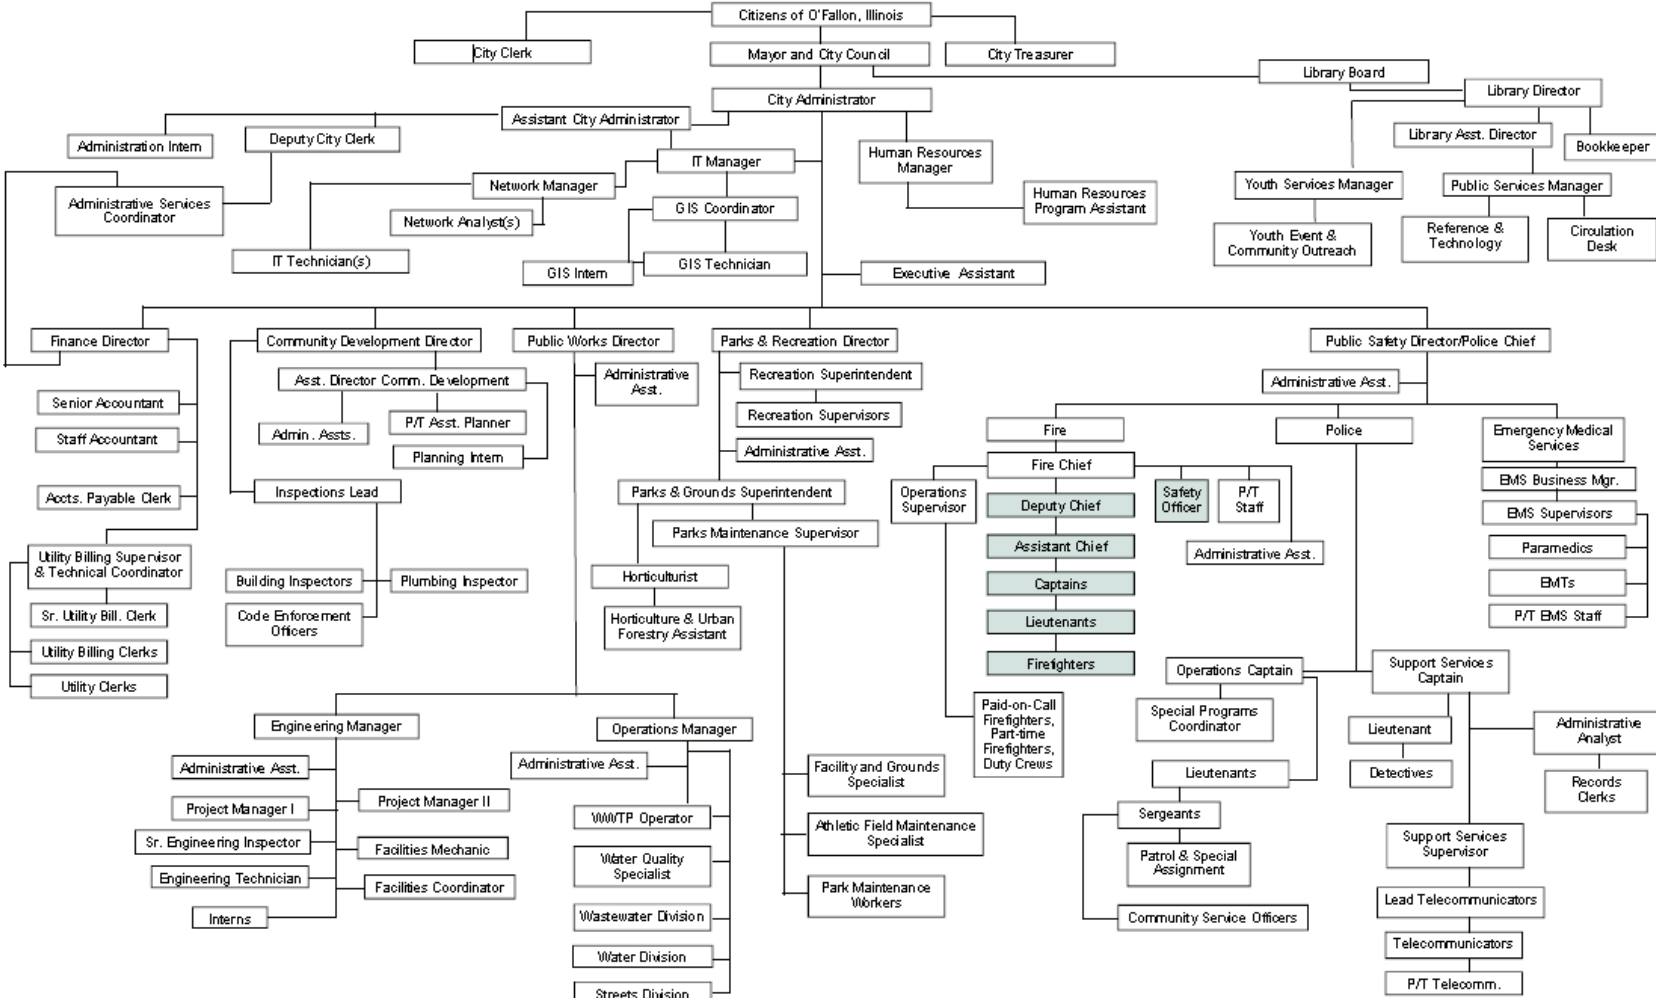 Citizens of O'Fallon, Illinois
City Clerk
Mayor and City Council
City Treasurer
Library Board
Library Director
City Administrator
Assistant City Administrator
Library Asst. Director
Bookkeeper
Administration Intern
Deputy City Clerk
IT Manager
Human Resources
Manager
Network Manager
Youth Services Manager
Public Services Manager
Administrative Services
Coordinator
Network Analyst(s)
GIS Coordinator
Human Resources
Program Assistant
Youth Event &
Community Outreach
Reference &
Technology
Circulation
Desk
IT Technician(s)
GIS Intern
GIS Technician
Executive Assistant
Finance Director
Community Development Director
Public Works Director
Parks & Recreation Director
Public Safety Director/Police Chief
Asst. Director Comm. Development
Administrative
Asst.
Recreation Superintendent
Administrative Asst.
Senior Accountant
Admin. Assts.
P/T Asst. Planner
Recreation Supervisors
Fire
Police
Emergency Medical
Services
Staff Accountant
Planning Intern
Administrative Asst.
Fire Chief
EMS Business Mgr.
Accts. Payable Clerk
Inspections Lead
Parks & Grounds Superintendent
Operations
Supervisor
Deputy Chief
Safety
Officer
P/T
Staff
EMS Supervisors
Parks Maintenance Supervisor
Assistant Chief
Administrative Asst.
Paramedics
Utility Billing Supervisor
& Technical Coordinator
Building Inspectors
Plumbing Inspector
Horticulturist
Captains
EMTs
Sr. Utility Bill. Clerk
Code Enforcement
Officers
Horticulture & Urban
Forestry Assistant
Lieutenants
P/T EMS Staff
Utility Billing Clerks
Firefighters
Utility Clerks
Operations Captain
Support Services
Captain
Engineering Manager
Operations Manager
Paid-on-Call
Firefighters,
Part-time
Firefighters,
Duty Crews
Special Programs
Coordinator
Lieutenant
Administrative
Analyst
Administrative Asst.
Administrative Asst.
Facility and Grounds
Specialist
Lieutenants
Detectives
Records
Clerks
Project Manager I
Project Manager II
WWTP Operator
Sergeants
Sr. Engineering Inspector
Facilities Mechanic
Water Quality
Specialist
Athletic Field Maintenance
Specialist
Patrol & Special
Assignment
Support Services
Supervisor
Engineering Technician
Facilities Coordinator
Park Maintenance
Workers
Lead Telecommunicators
Interns
Wastewater Division
Community Service Officers
Telecommunicators
Water Division
P/T Telecomm.
Streets Division